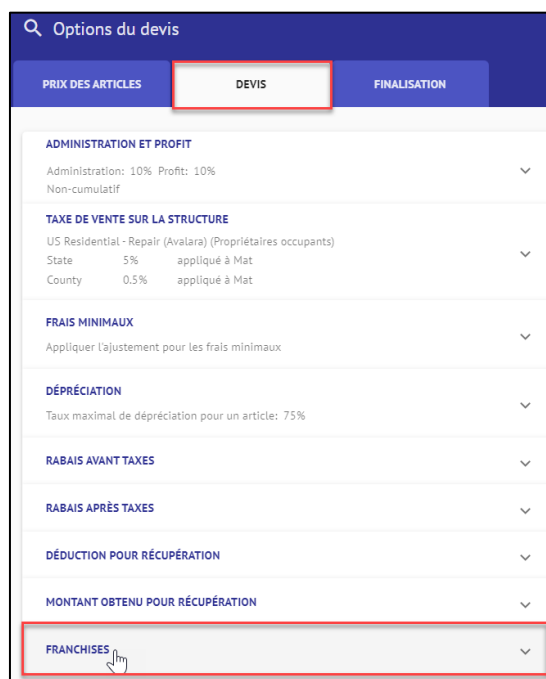 Options du devis
PRIX DES ARTICLES
DEVIS
FINALISATION
ADMINISTRATION ET PROFIT
Administration: 10% Profit: 10%
Non-cumulatif
TAXE DE VENTE SUR LA STRUCTURE
US Residential - Repair (Avalara) (Propriétaires occupants)
State 5% appliqué à Mat
County 0.5% appliqué à Mat
FRAIS MINIMAUX
Appliquer l'ajustement pour les frais minimaux
DÉPRÉCIATION
Taux maximal de dépréciation pour un article: 75%
RABAIS AVANT TAXES
RABAIS APRÈS TAXES
DÉDUCTION POUR RÉCUPÉRATION
MONTANT OBTENU POUR RÉCUPÉRATION
FRANCHISES